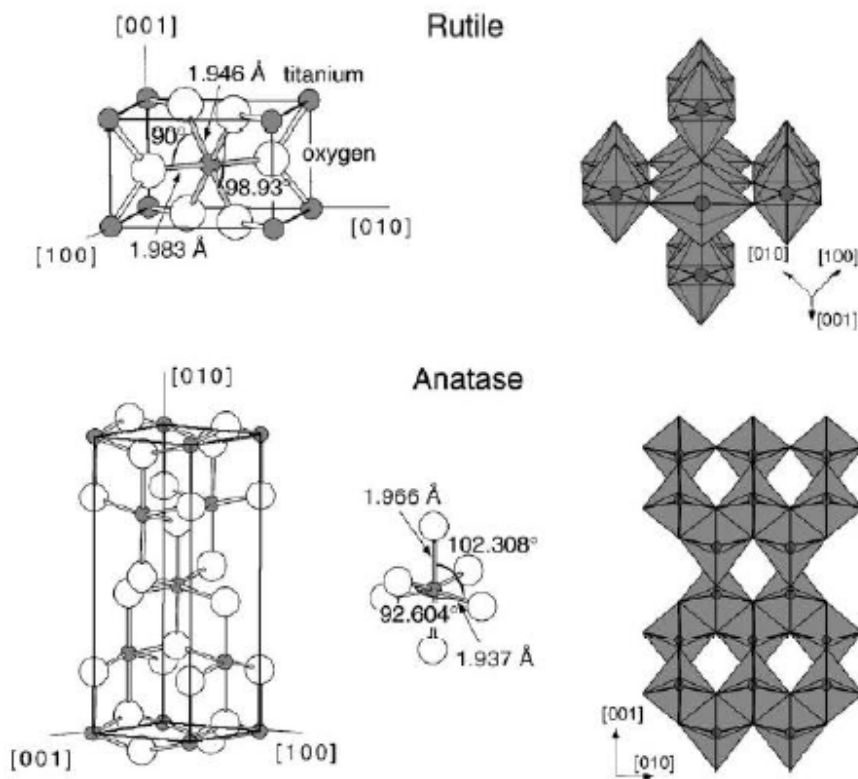 Rutile
[001]
1.946 Å titanium
90°
oxygen
98.93°
[010]
[100]
1.983 Å
[010] [100]
[001]
Anatase
[010]
1.966 Å
102.308°
92.604°
1.937 Å
[001]
[100]
[001]
[010]